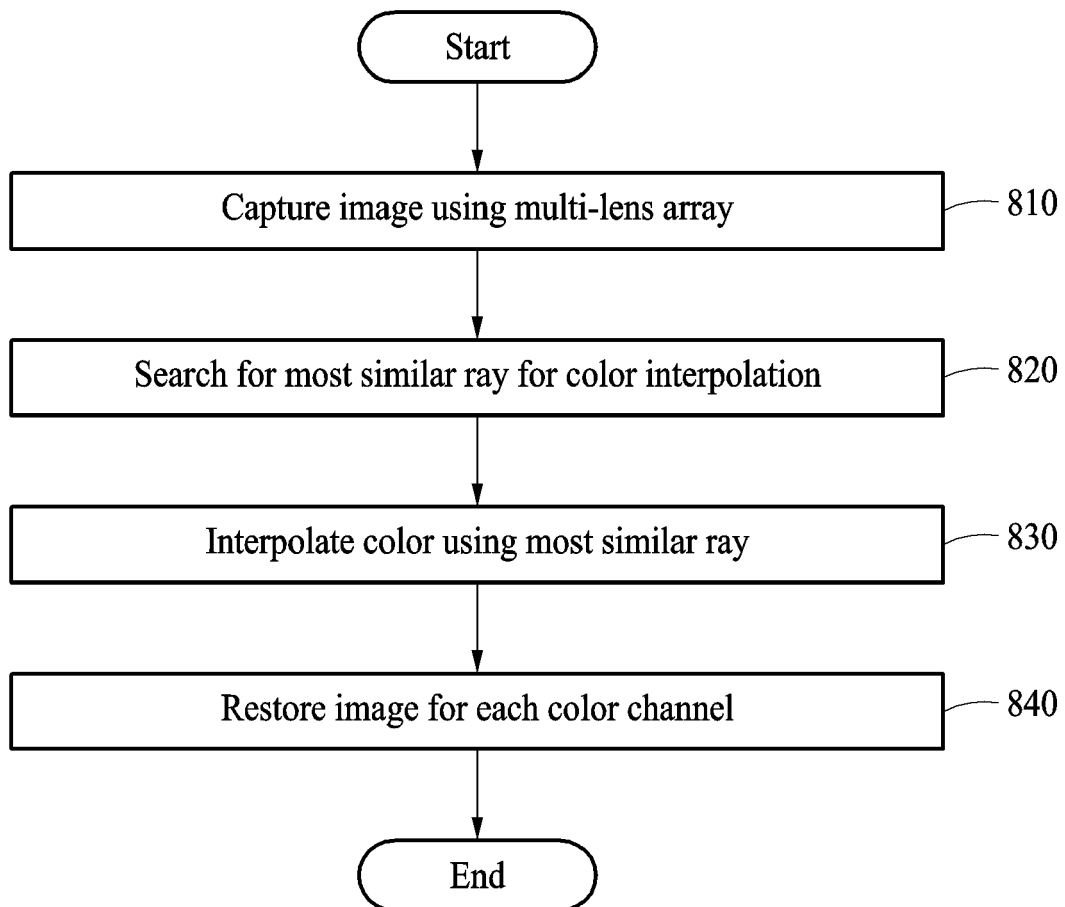 Start
Capture image using multi-lens array
810
Search for most similar ray for color interpolation
820
Interpolate color using most similar ray
830
Restore image for each color channel
840
End